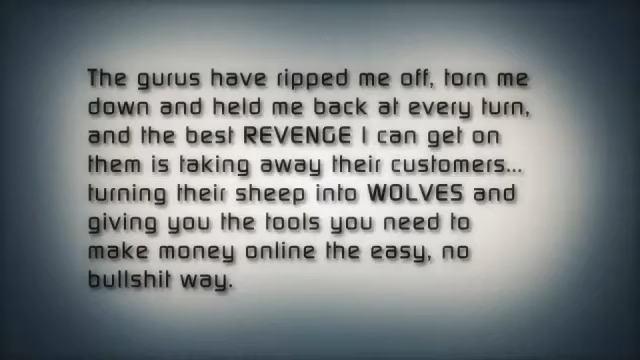 The gurus have ripped me off, torn me
down and held me back at every turn,
and the best REVENGE I can get on
them is taking away their customers...
turning their sheep into WOLVES and
giving you the tools you need to
make money online the easy, no
bullshit way.